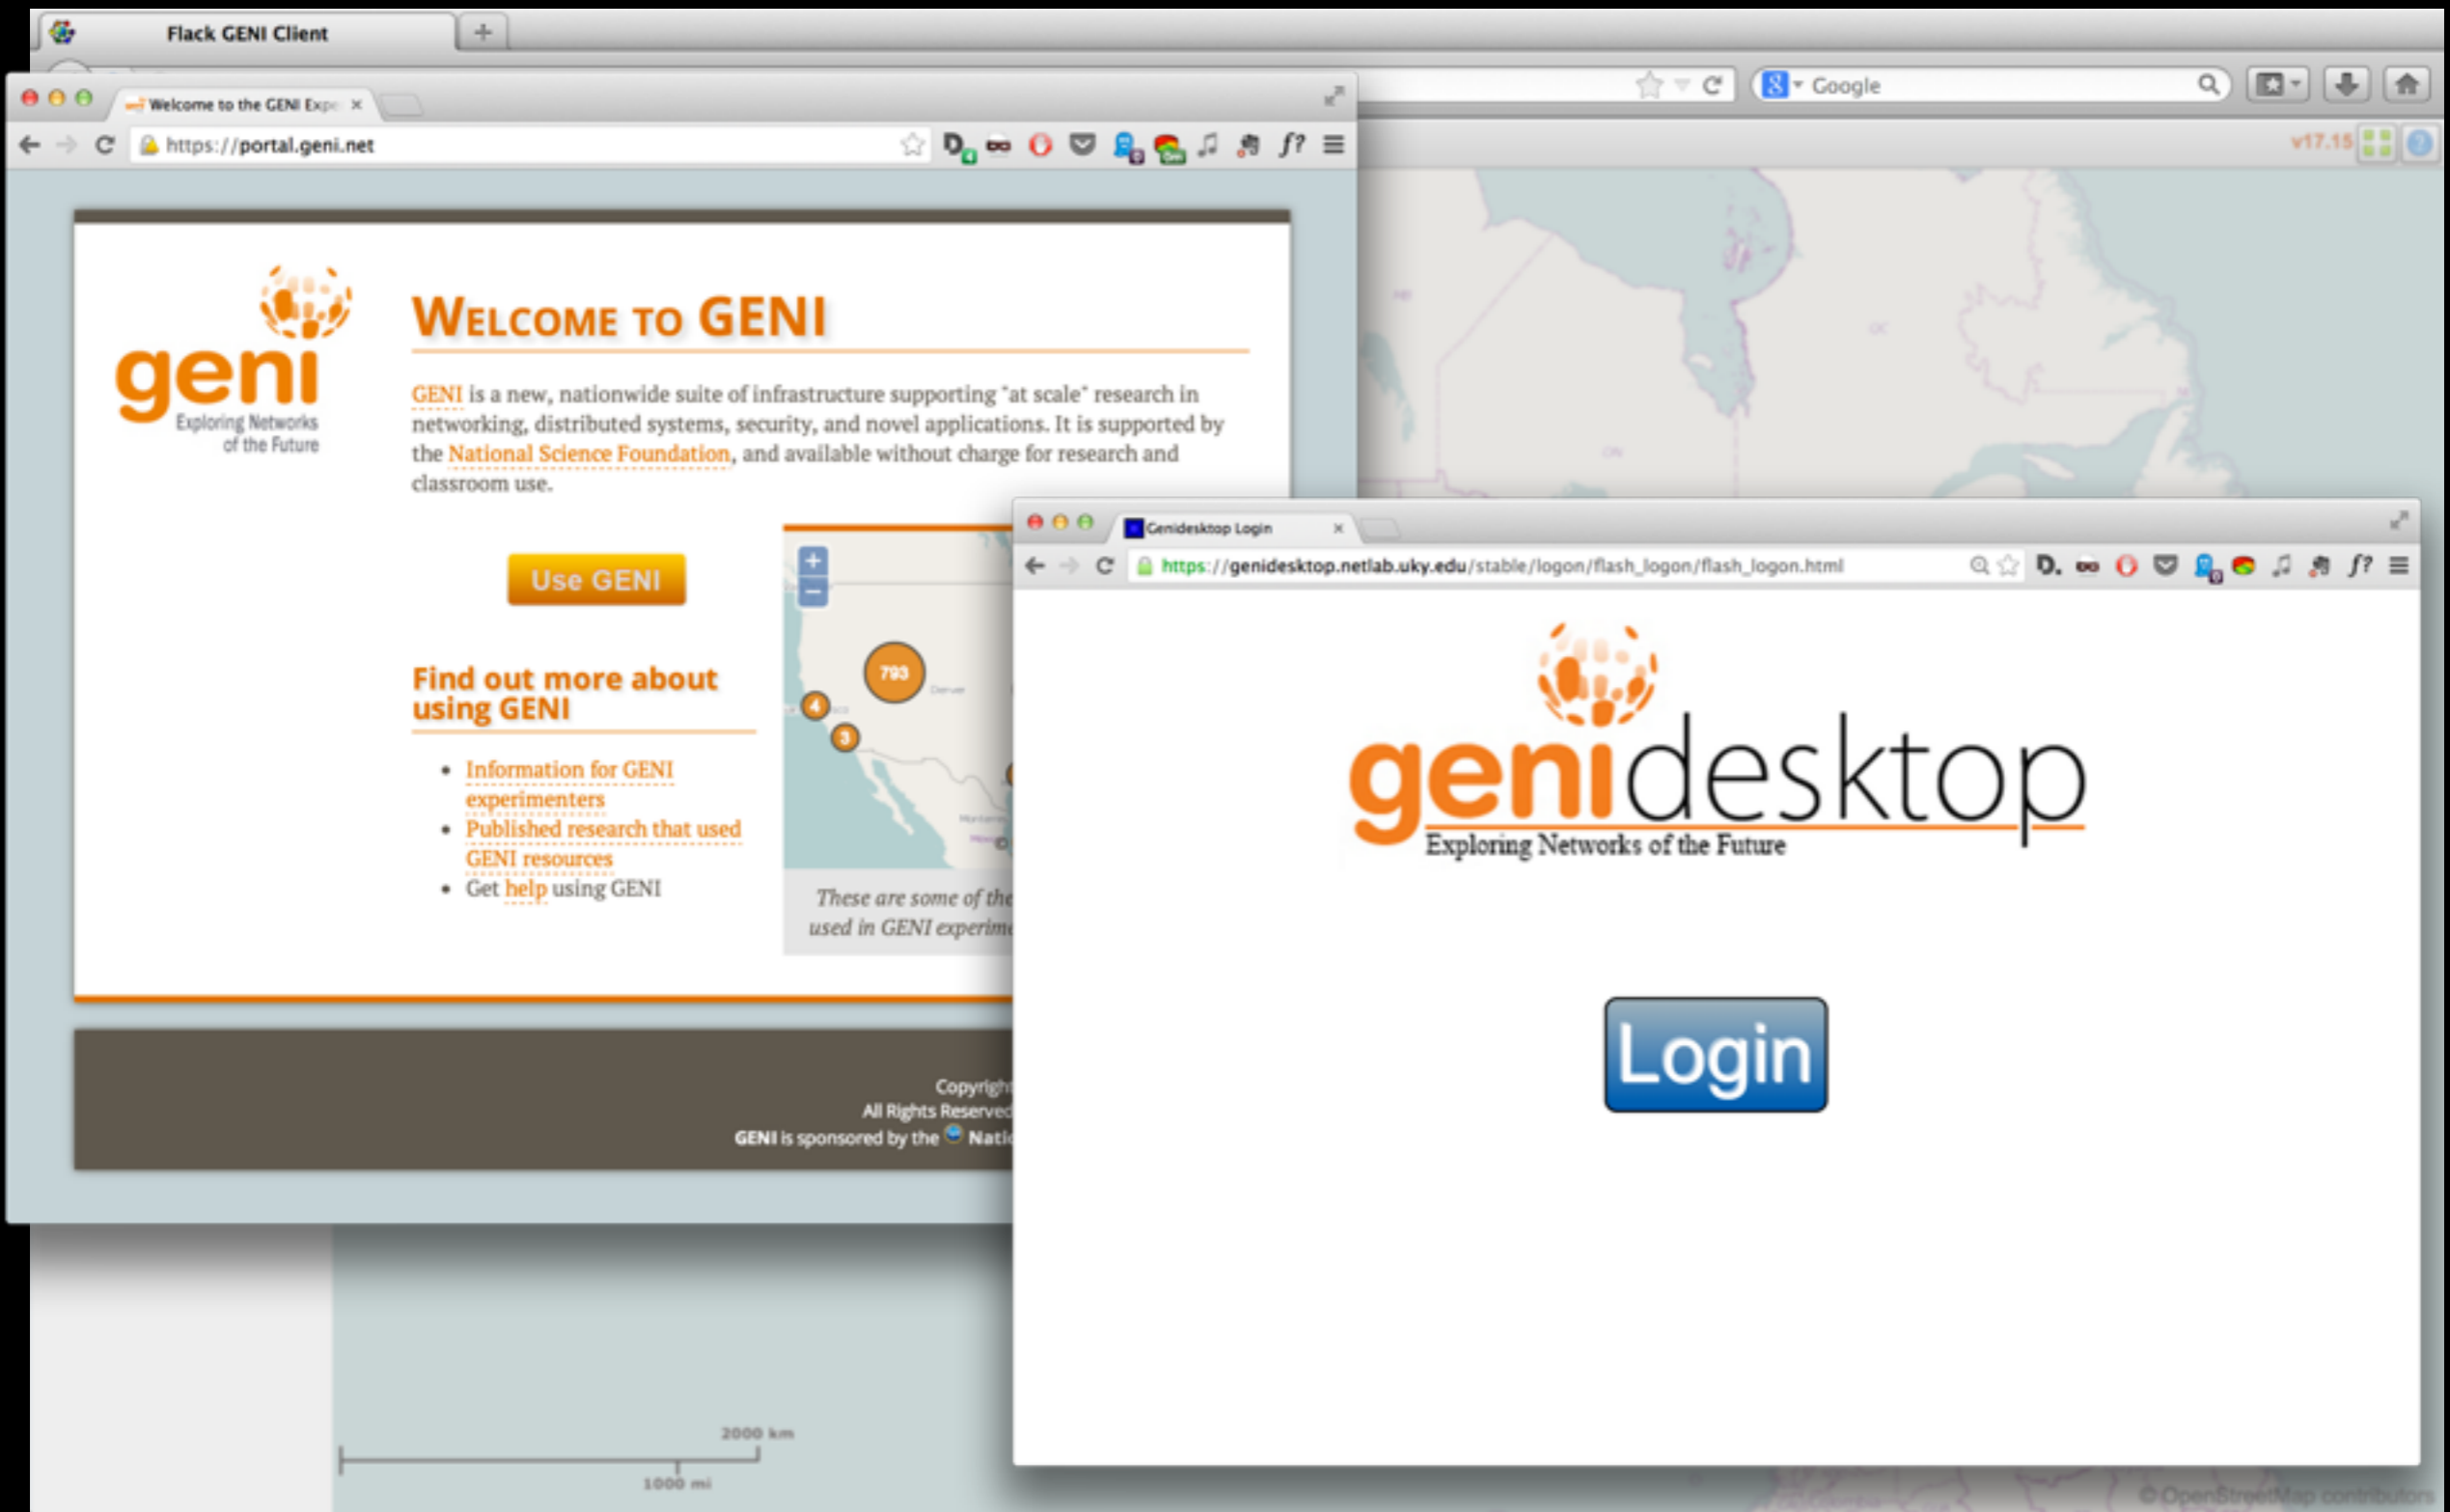 Flack GENI Client
Google
v17.15
Welcome to the GENI Expe
https://portal.geni.net
f?
geni
Exploring Networks
of the Future
WELCOME TO GENI
GENI is a new, nationwide suite of infrastructure supporting "at scale" research in
networking, distributed systems, security, and novel applications. It is supported by
the National Science Foundation, and available without charge for research and
classroom use.
Use GENI
Find out more about
using GENI
Information for GENI
experimenters
Published research that used
GENI resources
Get help using GENI
793
4
3
Denver
These are some of the
used in GENI experime
Copyright
All Rights Reserved
GENI is sponsored by the Natio
Genidesktop Login
https://genidesktop.netlab.uky.edu/stable/logon/flash_logon/flash_logon.html
f?
genidesktop
Exploring Networks of the Future
Login
QC
2000 km
1000 mi
© OpenStreetMap contributors